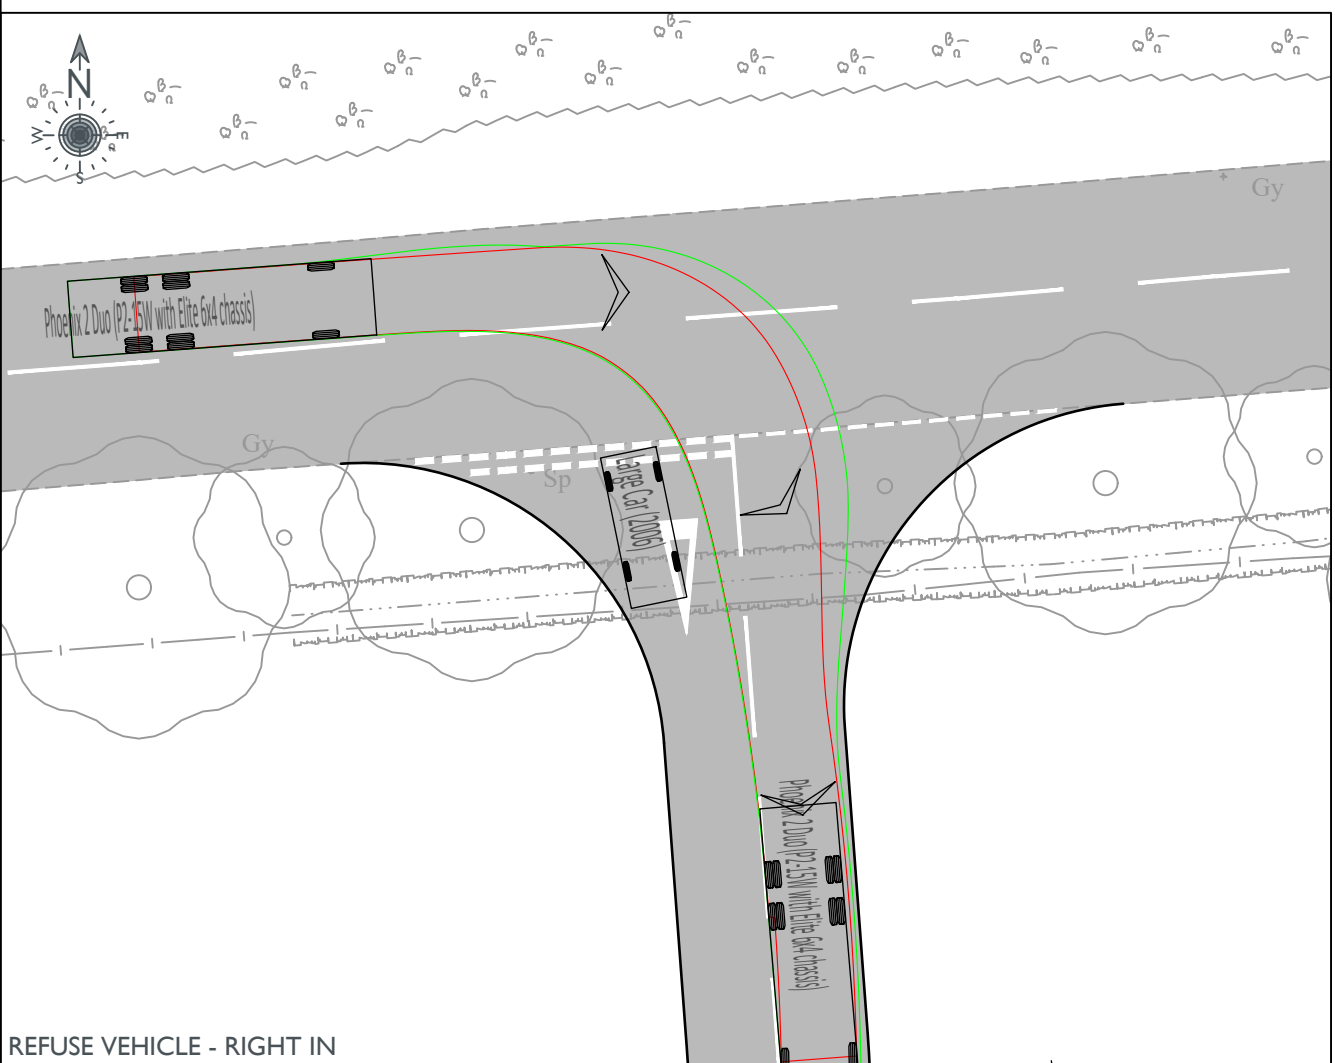 N
W
E
S
Gy
Phoenix 2 Duo (P2-15W with Elite 6x4 chassis)
Gy
Sp
Large Car (2006)
Phoenix 2 Duo (P2-15W with Elite 6x4 chassis)
REFUSE VEHICLE - RIGHT IN